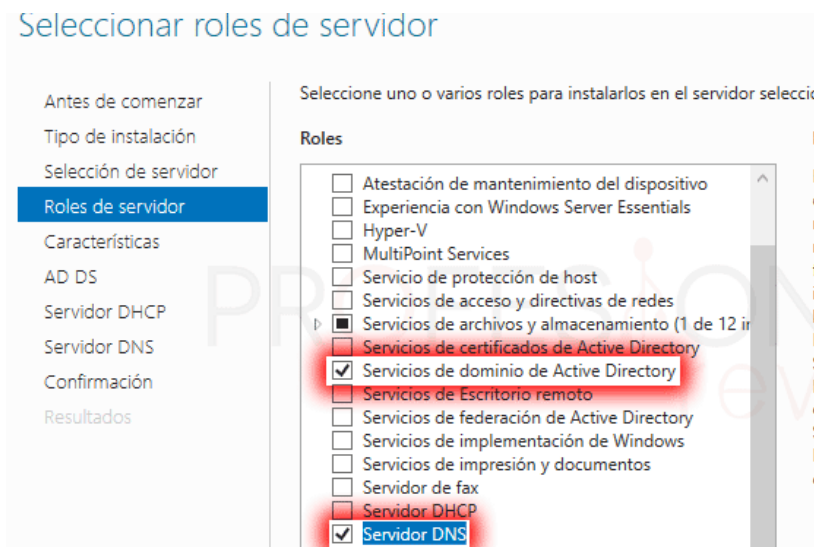 Seleccionar roles de servidor
Antes de comenzar
Tipo de instalación
Selección de servidor
Roles de servidor
Características
AD DS
Servidor DHCP
Servidor DNS
Confirmación
Resultados
Seleccione uno o varios roles para instalarlos en el servidor selecci
Roles
Atestación de mantenimiento del dispositivo
Experiencia con Windows Server Essentials
Hyper-V
MultiPoint Services
Servicio de protección de host
Servicios de acceso y directivas de redes
Servicios de archivos y almacenamiento (1 de 12 ir
Servicios de certificados de Active Directory
Servicios de dominio de Active Directory
Servicios de Escritorio remoto
Servicios de federación de Active Directory
Servicios de implementación de Windows
Servicios de impresión y documentos
Servidor de fax
Servidor DHCP
Servidor DNS